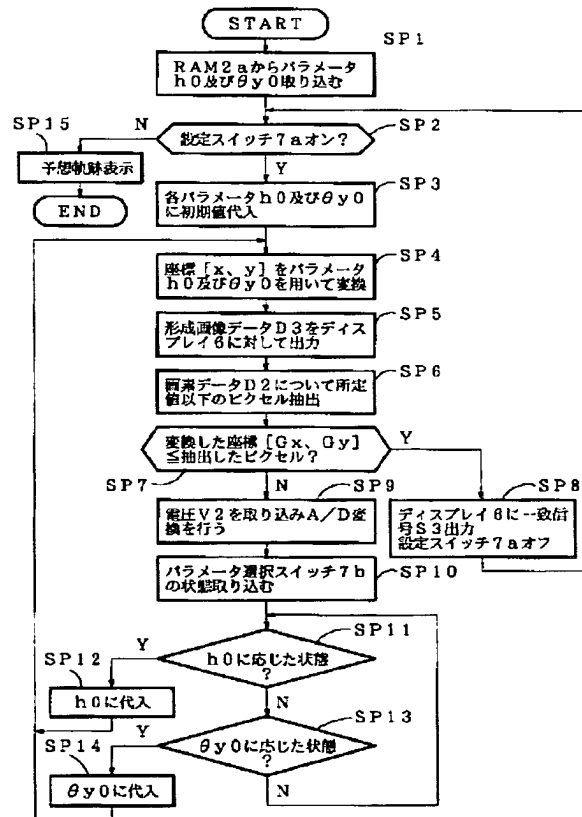 START
SP1
RAM2aからパラメータ
h0及びθy0取り込む
SP15
N
設定スイッチ7aオン?
SP2
予想軌跡表示
Y
SP3
END
各パラメータh0及びθy0
に初期値代入
SP4
座標[x、y]をパラメータ
h0及びθy0を用いて変換
SP5
形成画像データD3をディス
プレイ6に対して出力
SP6
画素データD2について所定
値以下のピクセル抽出
変換した座標[Gx、Gy]
≦抽出したピクセル?
Y
SP7
N
SP9
SP8
電圧V2を取り込みA/D変
換を行う
ディスプレイ6に一致信
号S3出力
設定スイッチ7aオフ
パラメータ選択スイッチ7b
の状態取り込む
SP10
SP11
Y
h0に応じた状態
?
SP12
h0に代入
N
SP13
Y
SP14
θy0に応じた状態
?
θy0に代入
N